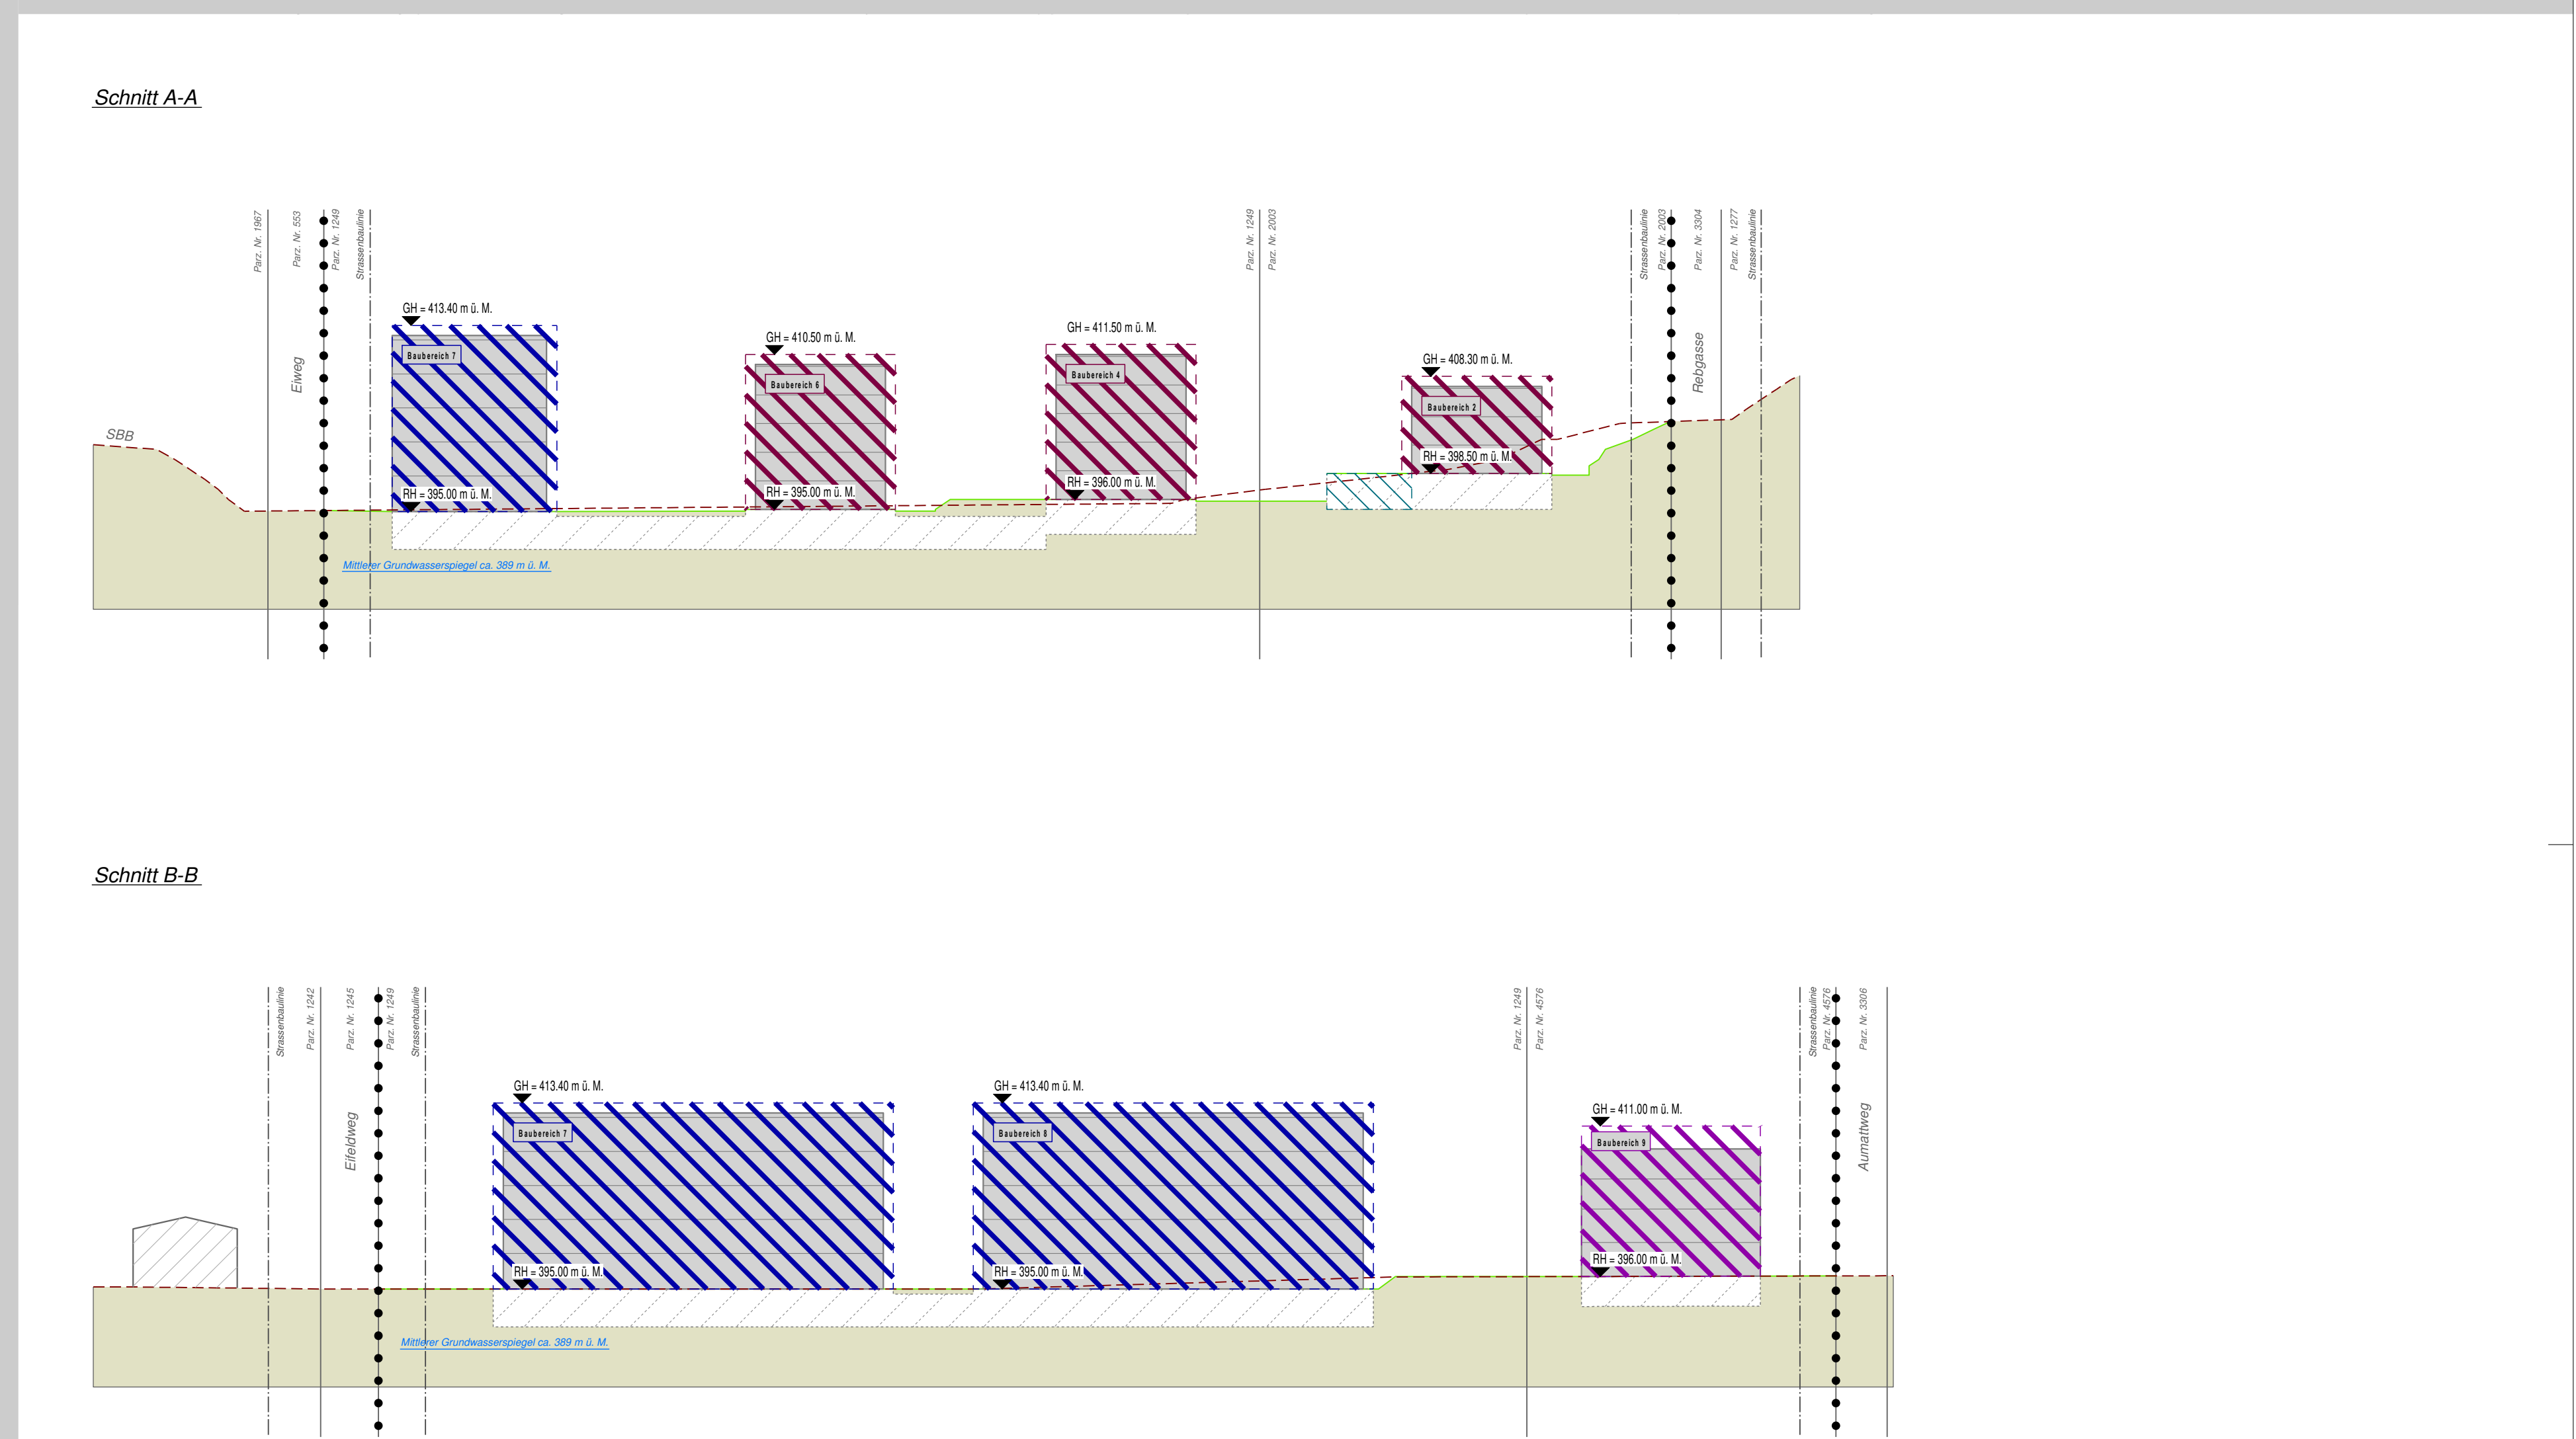 Schnitt A-A
Parz. Nr. 1967
Parz. Nr. 553
Parz. Nr. 1249
Strassenbaulinie
Parz. Nr. 1249
Parz. Nr. 2003
Strassenbaulinie
Parz. Nr. 2003
Parz. Nr. 3304
Parz. Nr. 1277
Strassenbaulinie
Eiweg
Rebgasse
SBB
GH = 413.40 m ü. M.
Baubereich 7
RH = 395.00 m ü. M.
GH = 410.50 m ü. M.
Baubereich 6
RH = 395.00 m ü. M.
GH = 411.50 m ü. M.
Baubereich 4
RH = 396.00 m ü. M.
GH = 408.30 m ü. M.
Baubereich 2
RH = 398.50 m ü. M.
Mittlerer Grundwasserspiegel ca. 389 m ü. M.
Schnitt B-B
Strassenbaulinie
Parz. Nr. 1242
Parz. Nr. 1245
Parz. Nr. 1249
Strassenbaulinie
Parz. Nr. 1249
Parz. Nr. 4576
Strassenbaulinie
Parz. Nr. 4576
Parz. Nr. 3306
Eifeldweg
Aumattweg
GH = 413.40 m ü. M.
Baubereich 7
RH = 395.00 m ü. M.
GH = 413.40 m ü. M.
Baubereich 8
RH = 395.00 m ü. M.
GH = 411.00 m ü. M.
Baubereich 9
RH = 396.00 m ü. M.
Mittlerer Grundwasserspiegel ca. 389 m ü. M.